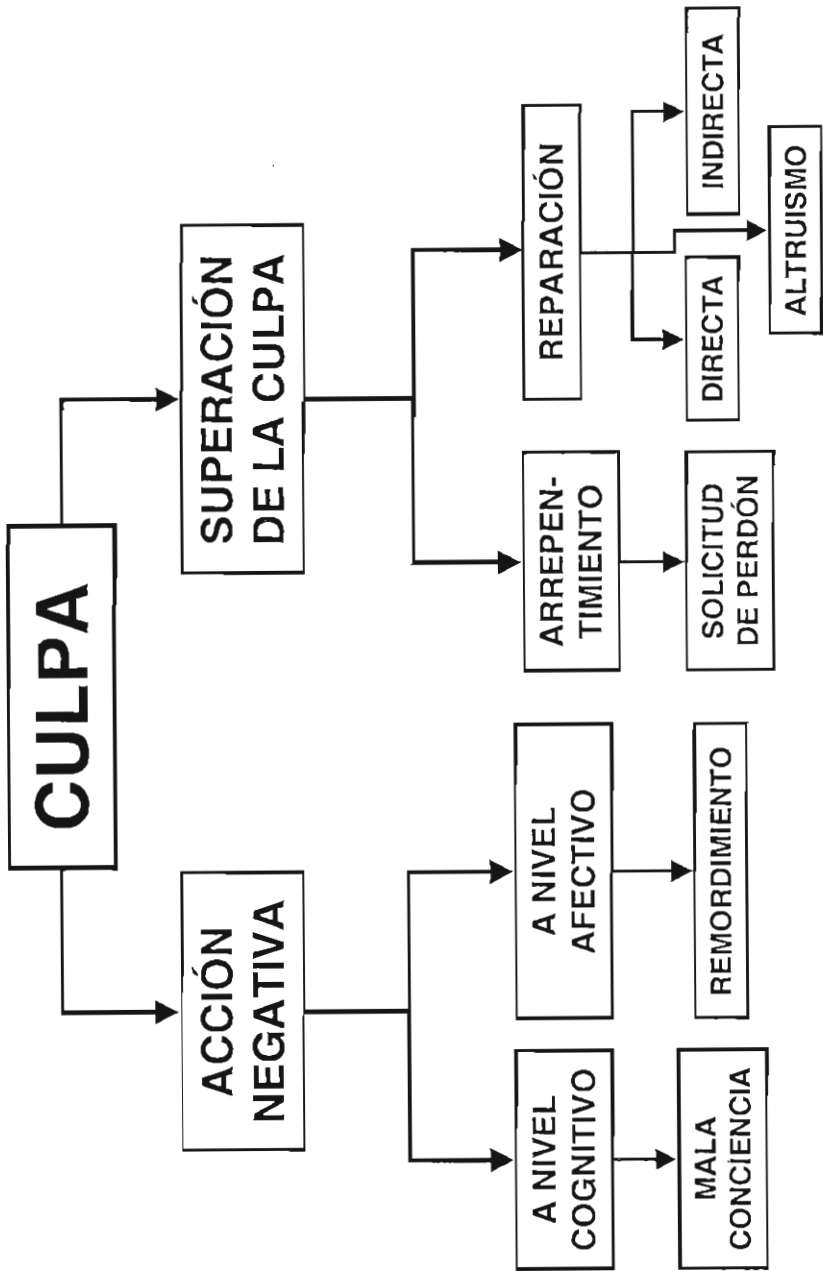 CULPA
ACCIÓN
NEGATIVA
SUPERACIÓN
DE LA CULPA
A NIVEL
COGNITIVO
A NIVEL
AFECTIVO
ARREPEN-
TIMIENTO
REPARACIÓN
MALA
CONCIENCIA
REMORDIMIENTO
SOLICITUD
DE PERDÓN
DIRECTA
INDIRECTA
ALTRUISMO